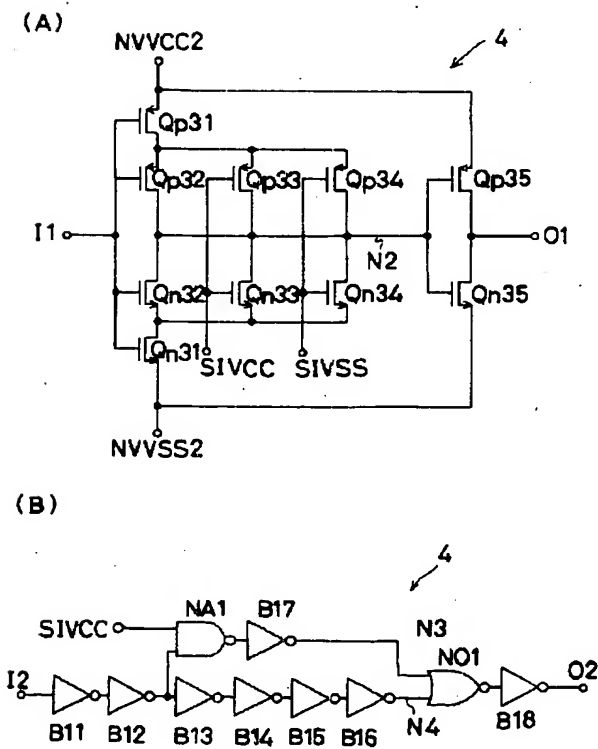 (A)
NVVCC2
4
Qp31
Qp32
Qp33
Qp34
Qp35
I1
N2
O1
Qn32
Qn33
Qn34
Qn35
Qn31
SIVCC
SIVSS
NVVSS2
(B)
4
NA1
B17
N3
SIVCC
NO1
I2
O2
B11
B12
B13
B14
B15
B16
N4
B18